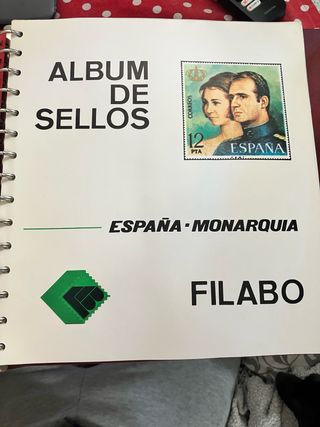 ALBUM
DE
SELLOS
CORREOS
12
PTA
ESPAÑA
ESPAÑA-MONARQUIA
FILABO